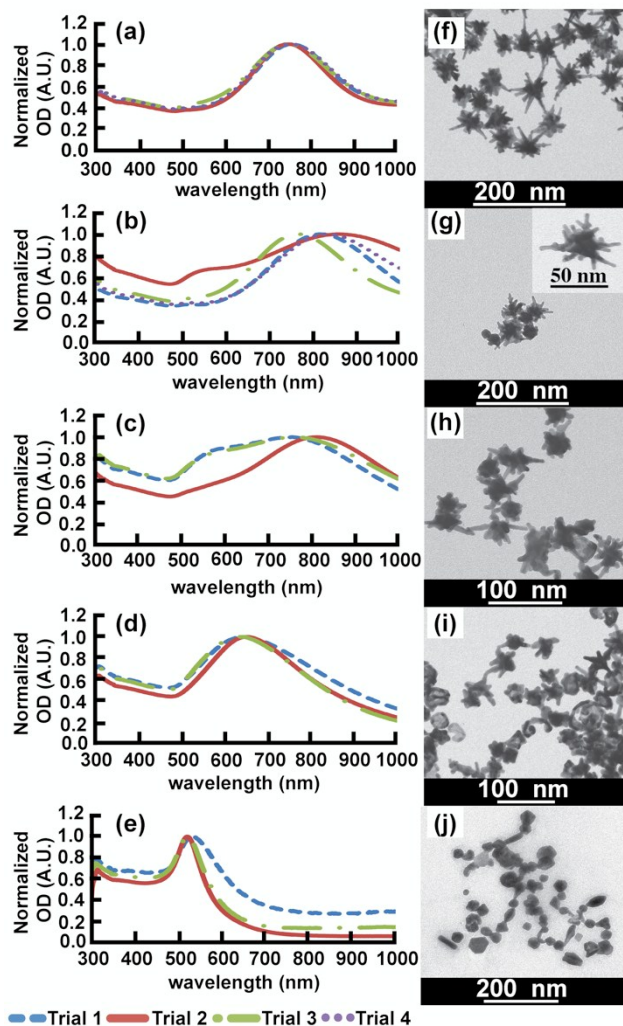 (a)
Normalized
OD (A.U.)
1.2
1.0
0.8
0.6
0.4
0.2
0.0
300 400 500 600 700 800 900 1000
wavelength (nm)
(f)
200 nm
(b)
Normalized
OD (A.U.)
1.2
1.0
0.8
0.6
0.4
0.2
0.0
300 400 500 600 700 800 900 1000
wavelength (nm)
(g)
50 nm
200 nm
(c)
Normalized
OD (A.U.)
1.2
1.0
0.8
0.6
0.4
0.2
0.0
300 400 500 600 700 800 900 1000
wavelength (nm)
(h)
100 nm
(d)
Normalized
OD (A.U.)
1.2
1.0
0.8
0.6
0.4
0.2
0.0
300 400 500 600 700 800 900 1000
wavelength (nm)
(i)
100 nm
(e)
Normalized
OD (A.U.)
1.2
1.0
0.8
0.6
0.4
0.2
0.0
300 400 500 600 700 800 900 1000
wavelength (nm)
(j)
200 nm
Trial 1 Trial 2 Trial 3 Trial 4